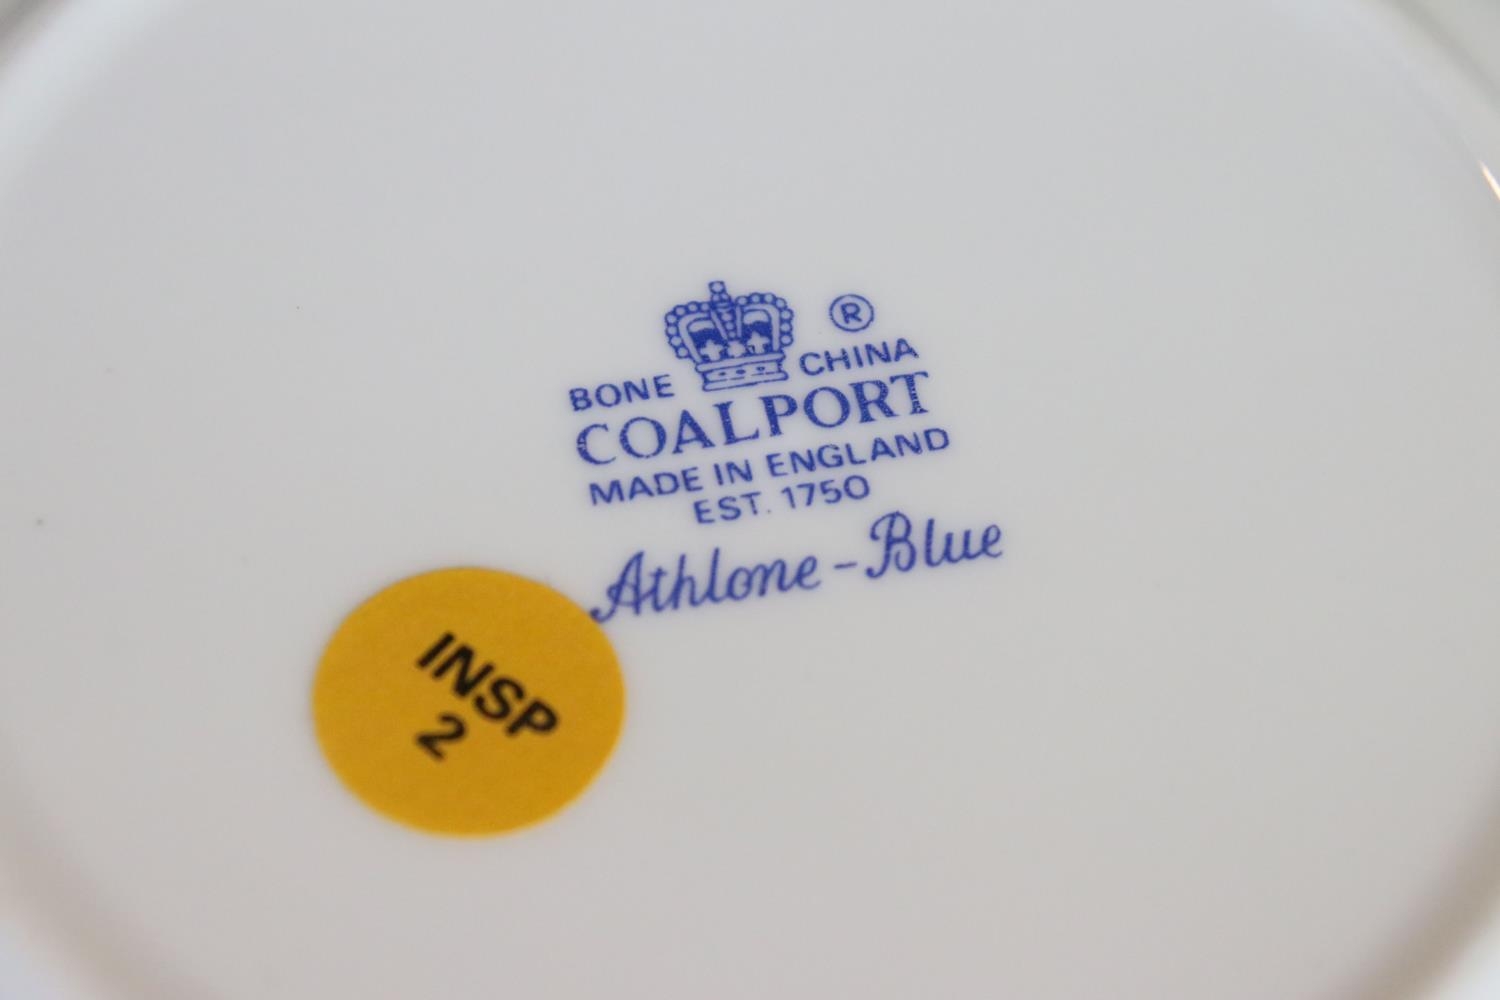 ®
BONE CHINA
COALPORT
MADE IN ENGLAND
EST. 1750
Athlone-Blue
INSP
2